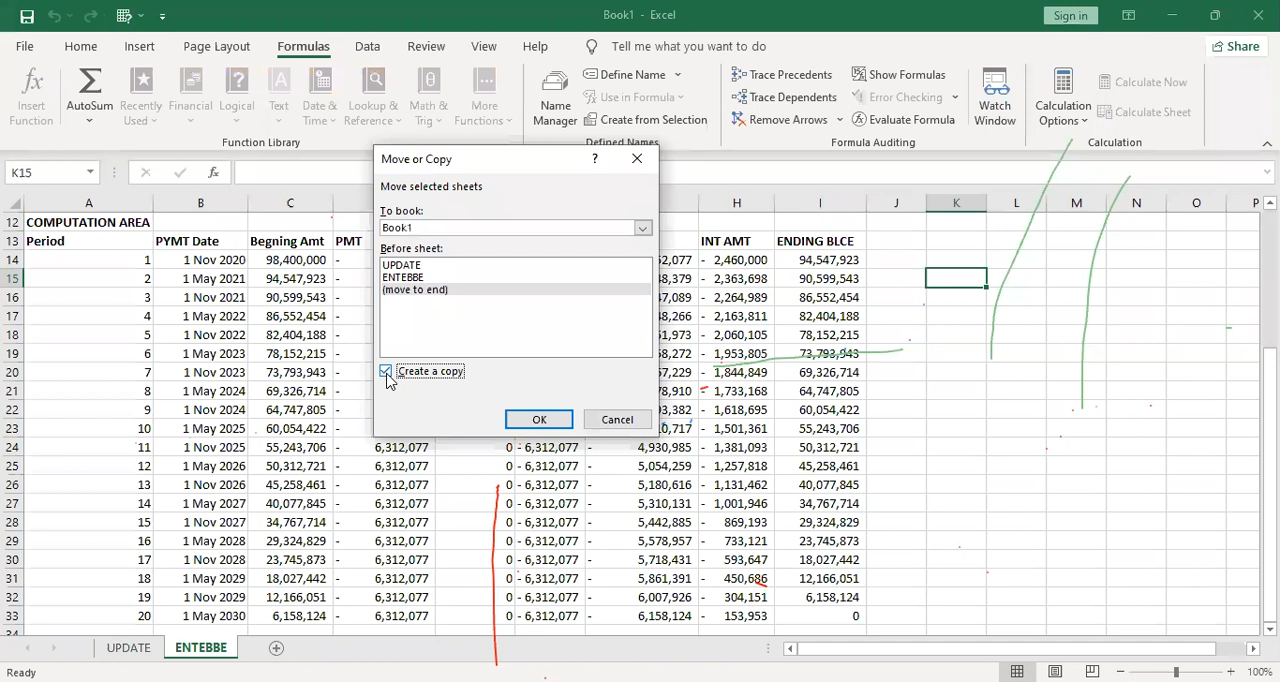 Book1 - Excel
Sign in
File Home Insert Page Layout Formulas Data Review View Help Tell me what you want to do Share
Insert Function
AutoSum
Recently Used
Financial
Logical
Text
Date & Time
Lookup & Reference
Math & Trig
More Functions
Function Library
Name Manager
Define Name
Use in Formula
Create from Selection
Defined Names
Trace Precedents
Trace Dependents
Remove Arrows
Show Formulas
Error Checking
Evaluate Formula
Formula Auditing
Watch Window
Calculation Options
Calculate Now
Calculate Sheet
Calculation
K15 fx
Move or Copy ? ×
Move selected sheets
To book:
Book1
Before sheet:
UPDATE
ENTEBBE
(move to end)
Create a copy
OK Cancel
A B C H I J K L M N O P
12 COMPUTATION AREA
13 Period PYMT Date Begning Amt PMT INT AMT ENDING BLCE
14 1 1 Nov 2020 98,400,000 - 52,077 - 2,460,000 94,547,923
15 2 1 May 2021 94,547,923 - 48,379 - 2,363,698 90,599,543
16 3 1 Nov 2021 90,599,543 - 47,089 - 2,264,989 86,552,454
17 4 1 May 2022 86,552,454 - 48,266 - 2,163,811 82,404,188
18 5 1 Nov 2022 82,404,188 - 51,973 - 2,060,105 78,152,215
19 6 1 May 2023 78,152,215 - 58,272 - 1,953,805 73,793,943
20 7 1 Nov 2023 73,793,943 - 67,229 - 1,844,849 69,326,614
21 8 1 May 2024 69,326,614 - 78,910 - 1,733,168 64,747,805
22 9 1 Nov 2024 64,747,805 - 93,382 - 1,618,695 60,054,422
23 10 1 May 2025 60,054,422 - 0,717 - 1,501,361 55,243,706
24 11 1 Nov 2025 55,243,706 - 6,312,077 0 - 6,312,077 - 4,930,985 - 1,381,093 50,312,721
25 12 1 May 2026 50,312,721 - 6,312,077 0 - 6,312,077 - 5,054,259 - 1,257,818 45,258,461
26 13 1 Nov 2026 45,258,461 - 6,312,077 0 - 6,312,077 - 5,180,616 - 1,131,462 40,077,845
27 14 1 May 2027 40,077,845 - 6,312,077 0 - 6,312,077 - 5,310,131 - 1,001,946 34,767,714
28 15 1 Nov 2027 34,767,714 - 6,312,077 0 - 6,312,077 - 5,442,885 - 869,193 29,324,829
29 16 1 May 2028 29,324,829 - 6,312,077 0 - 6,312,077 - 5,578,957 - 733,121 23,745,873
30 17 1 Nov 2028 23,745,873 - 6,312,077 0 - 6,312,077 - 5,718,431 - 593,647 18,027,442
31 18 1 May 2029 18,027,442 - 6,312,077 0 - 6,312,077 - 5,861,391 - 450,686 12,166,051
32 19 1 Nov 2029 12,166,051 - 6,312,077 0 - 6,312,077 - 6,007,926 - 304,151 6,158,124
33 20 1 May 2030 6,158,124 - 6,312,077 0 - 6,312,077 - 6,158,124 - 153,953 0
UPDATE ENTEBBE
Ready 100%